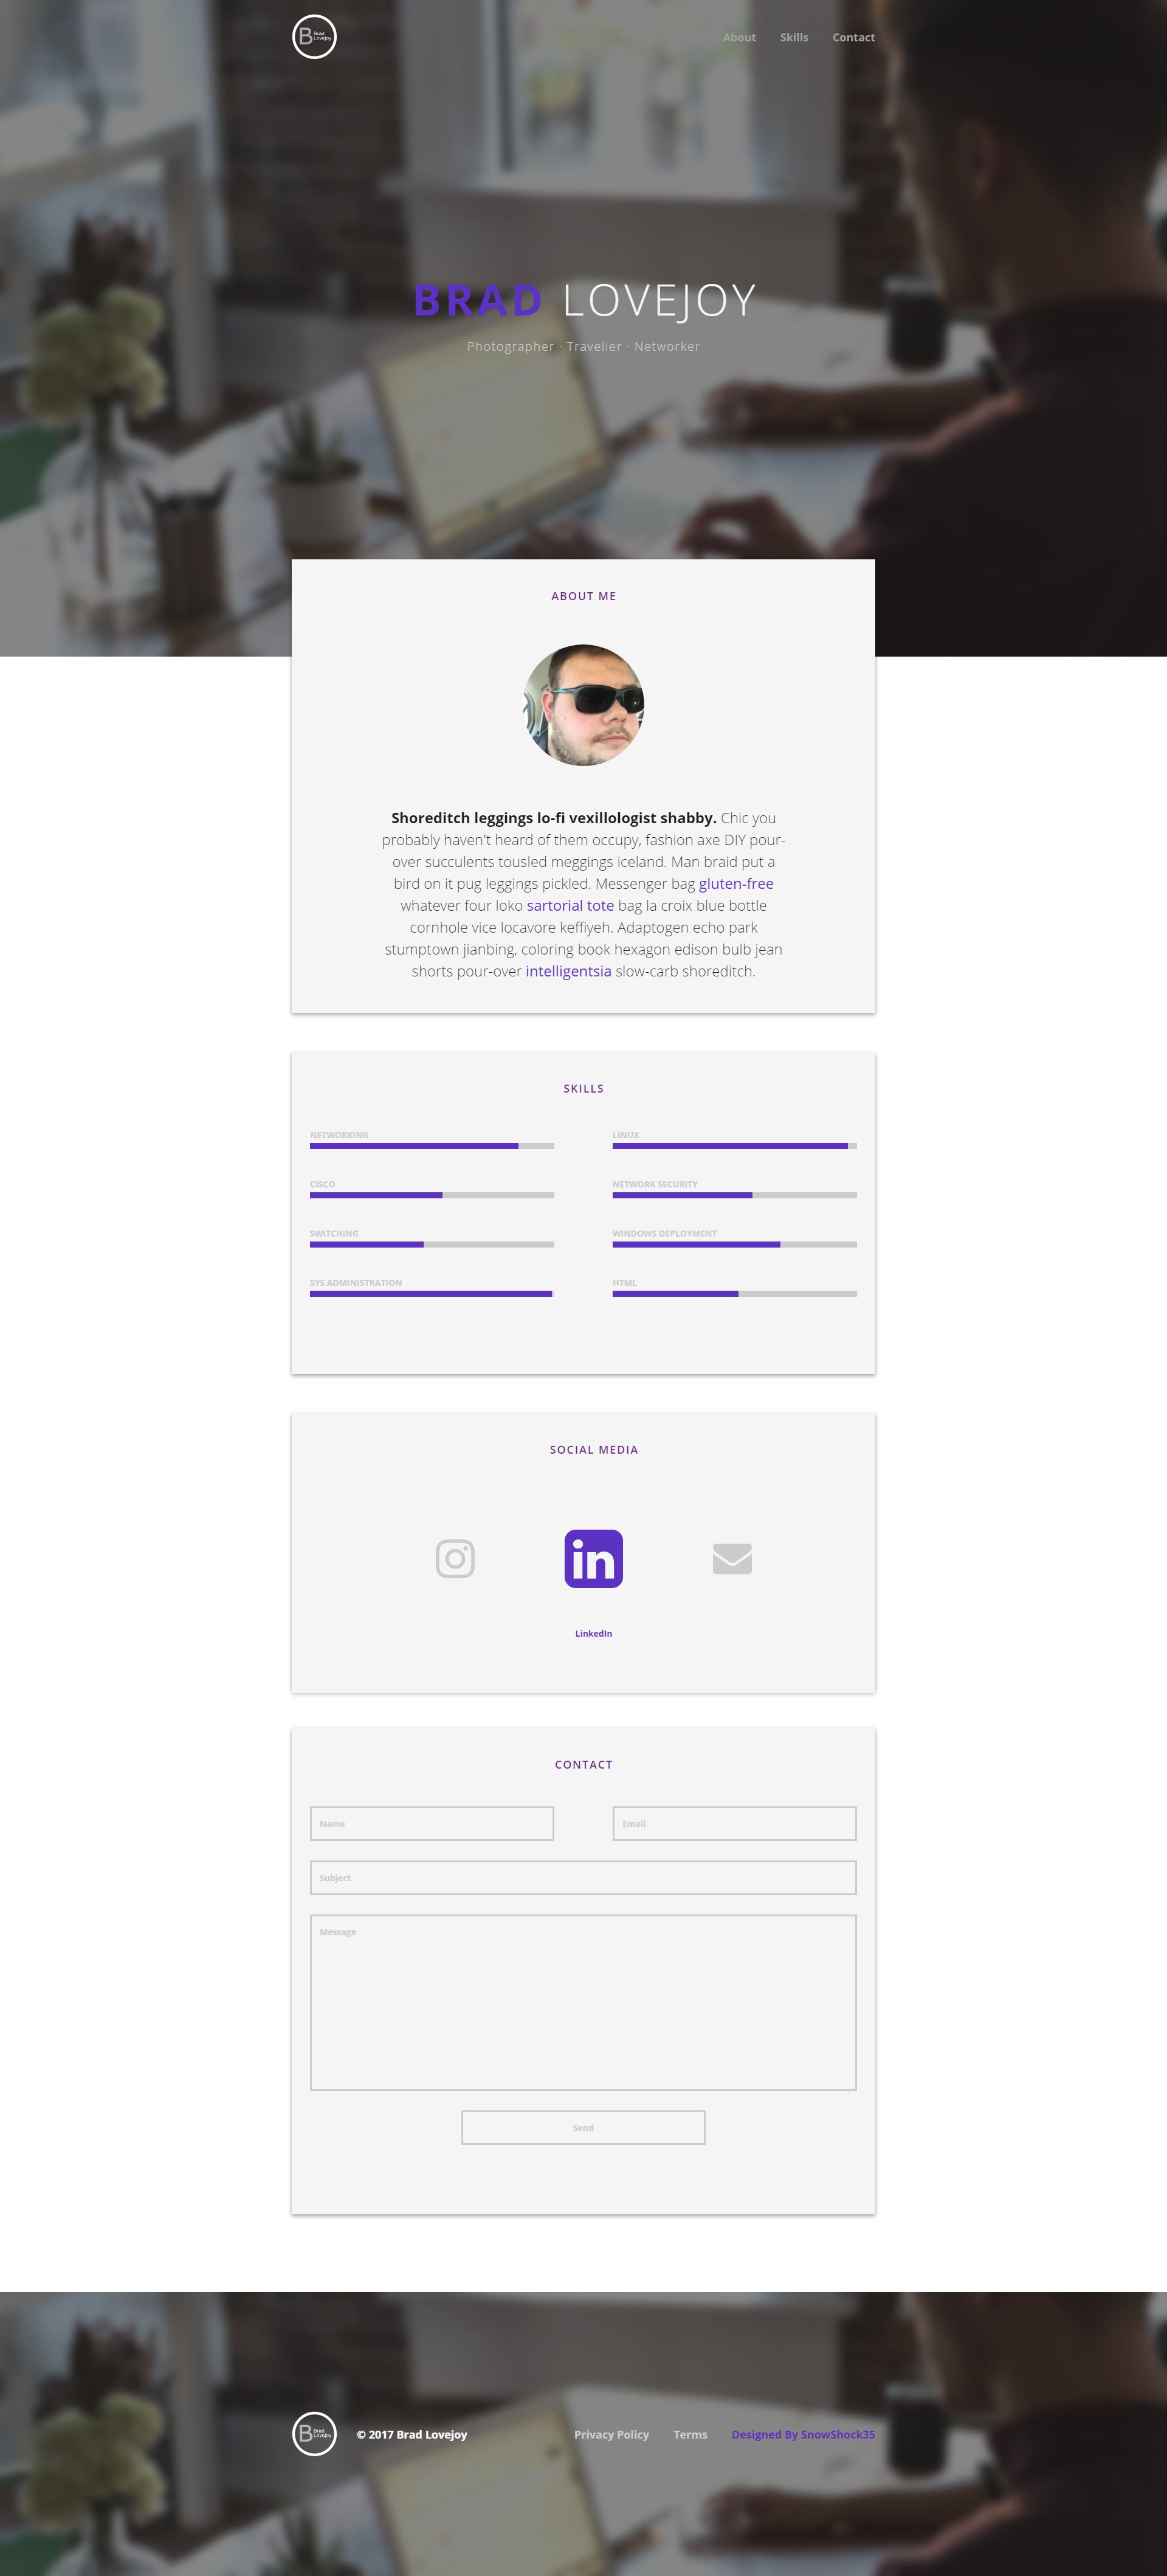 B Brad Lovejoy
About Skills Contact
BRAD LOVEJOY
Photographer · Traveller · Networker
ABOUT ME
Shoreditch leggings lo-fi vexillologist shabby. Chic you
probably haven't heard of them occupy, fashion axe DIY pour-
over succulents tousled meggings iceland. Man braid put a
bird on it pug leggings pickled. Messenger bag gluten-free
whatever four loko sartorial tote bag la croix blue bottle
cornhole vice locavore keffiyeh. Adaptogen echo park
stumptown jianbing, coloring book hexagon edison bulb jean
shorts pour-over intelligentsia slow-carb shoreditch.
SKILLS
NETWORKING
LINUX
CISCO
NETWORK SECURITY
SWITCHING
WINDOWS DEPLOYMENT
SYS ADMINISTRATION
HTML
SOCIAL MEDIA
in
LinkedIn
CONTACT
Name
Email
Subject
Message
Send
B Brad Lovejoy
© 2017 Brad Lovejoy
Privacy Policy Terms Designed By SnowShock35